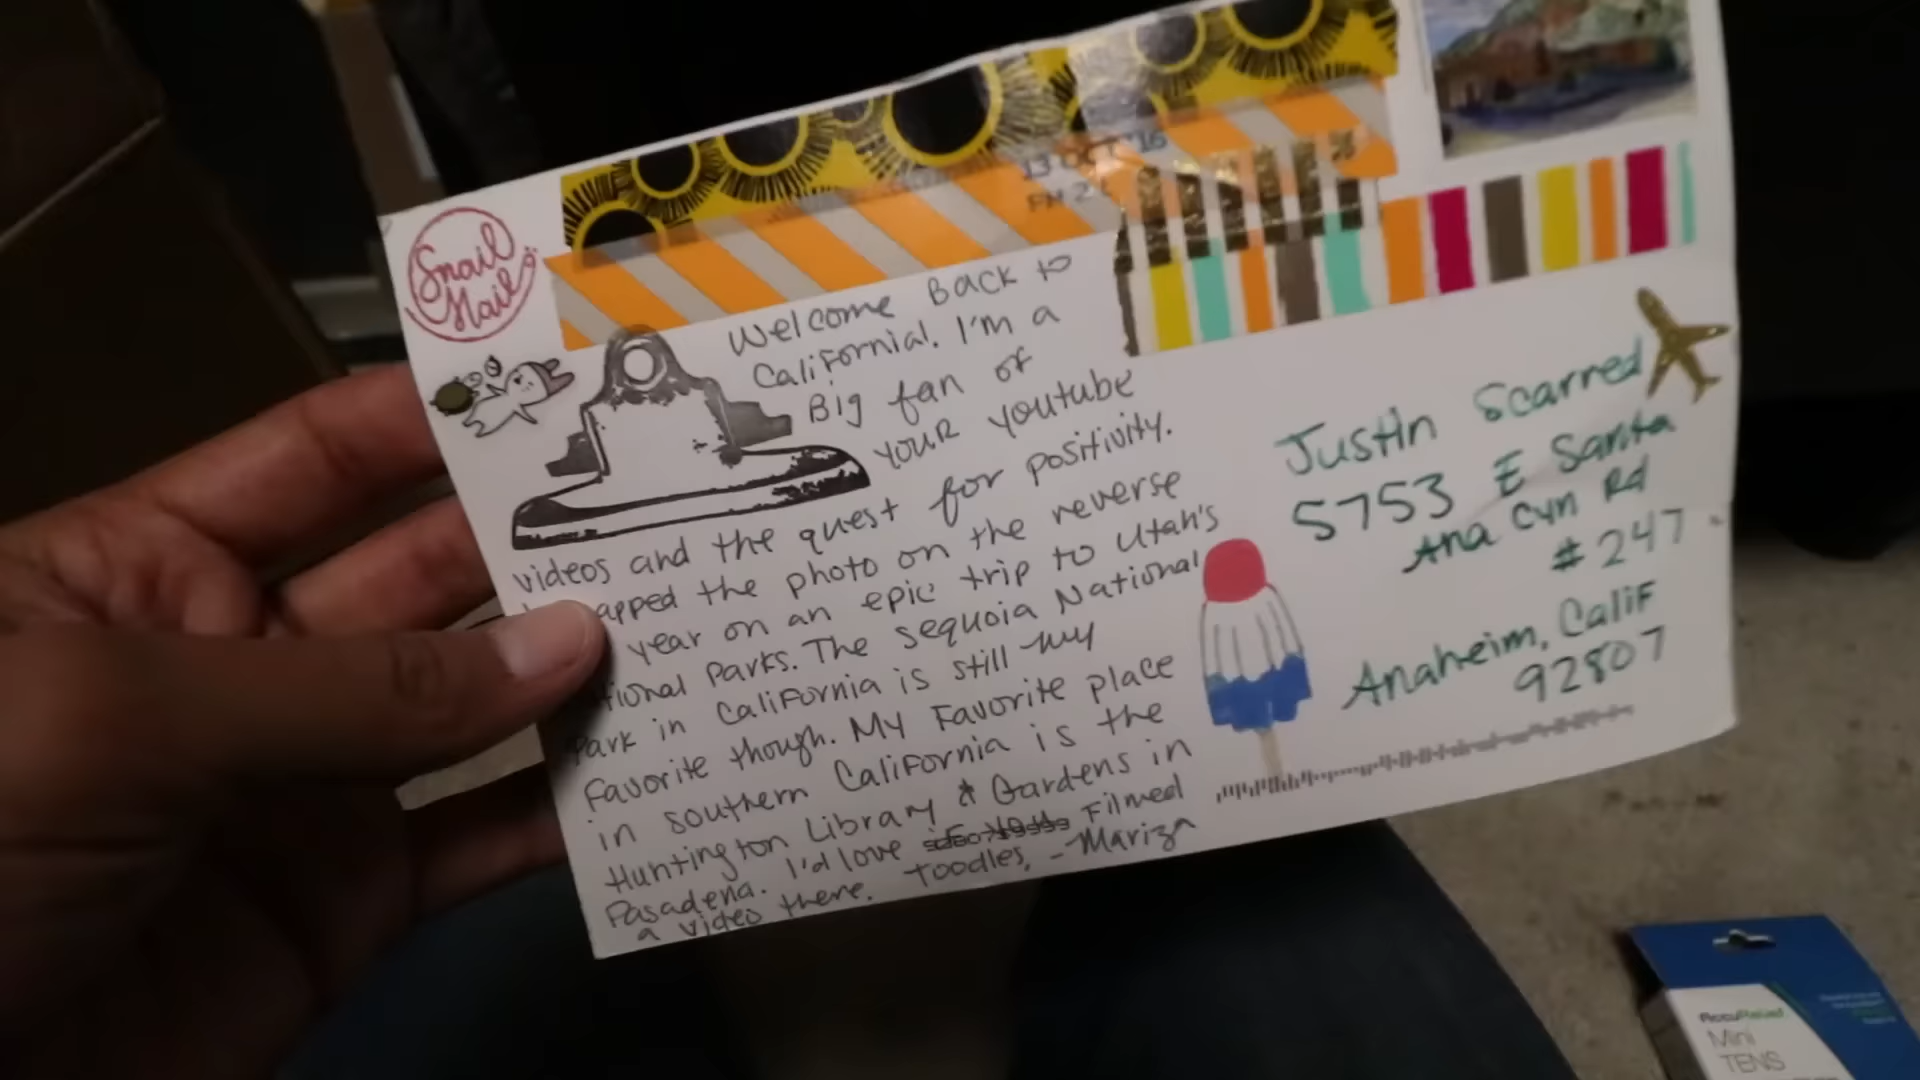 Snail
Mail
13 OCT '16
PM 2 L
Welcome Back to
California!. I'm a
Big fan of
your youtube
videos and the quest for positivity.
apped the photo on the reverse
year on an epic trip to Utah's
tional Parks. The Sequoia National
Park in California is still my
Favorite though. My Favorite place
in southern California is the
Huntington Library & Gardens in
Pasadena. I'd love Filmed
a video there. Toodles, - Mariza
Justin Scarred
5753 E Santa
Ana Cyn Rd
#247
Anaheim, Calif
92807
AccuRelief
Mini
TENS